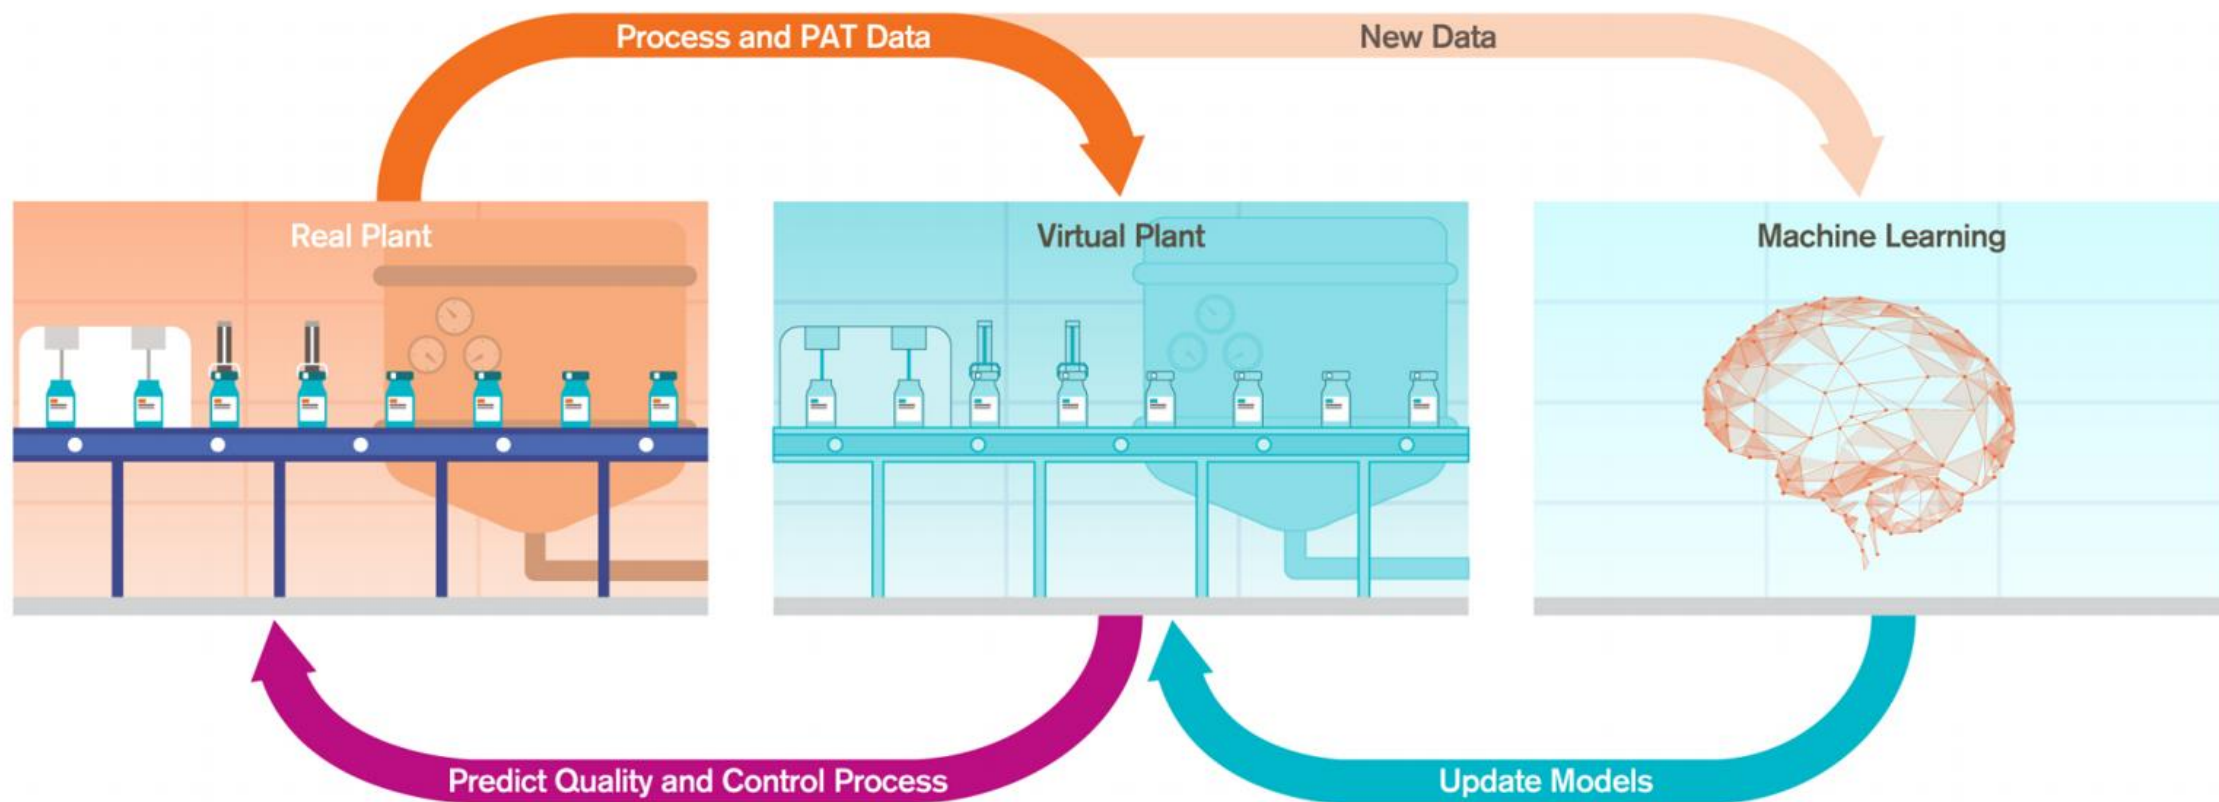 Process and PAT Data
New Data
Real Plant
Virtual Plant
Machine Learning
Predict Quality and Control Process
Update Models